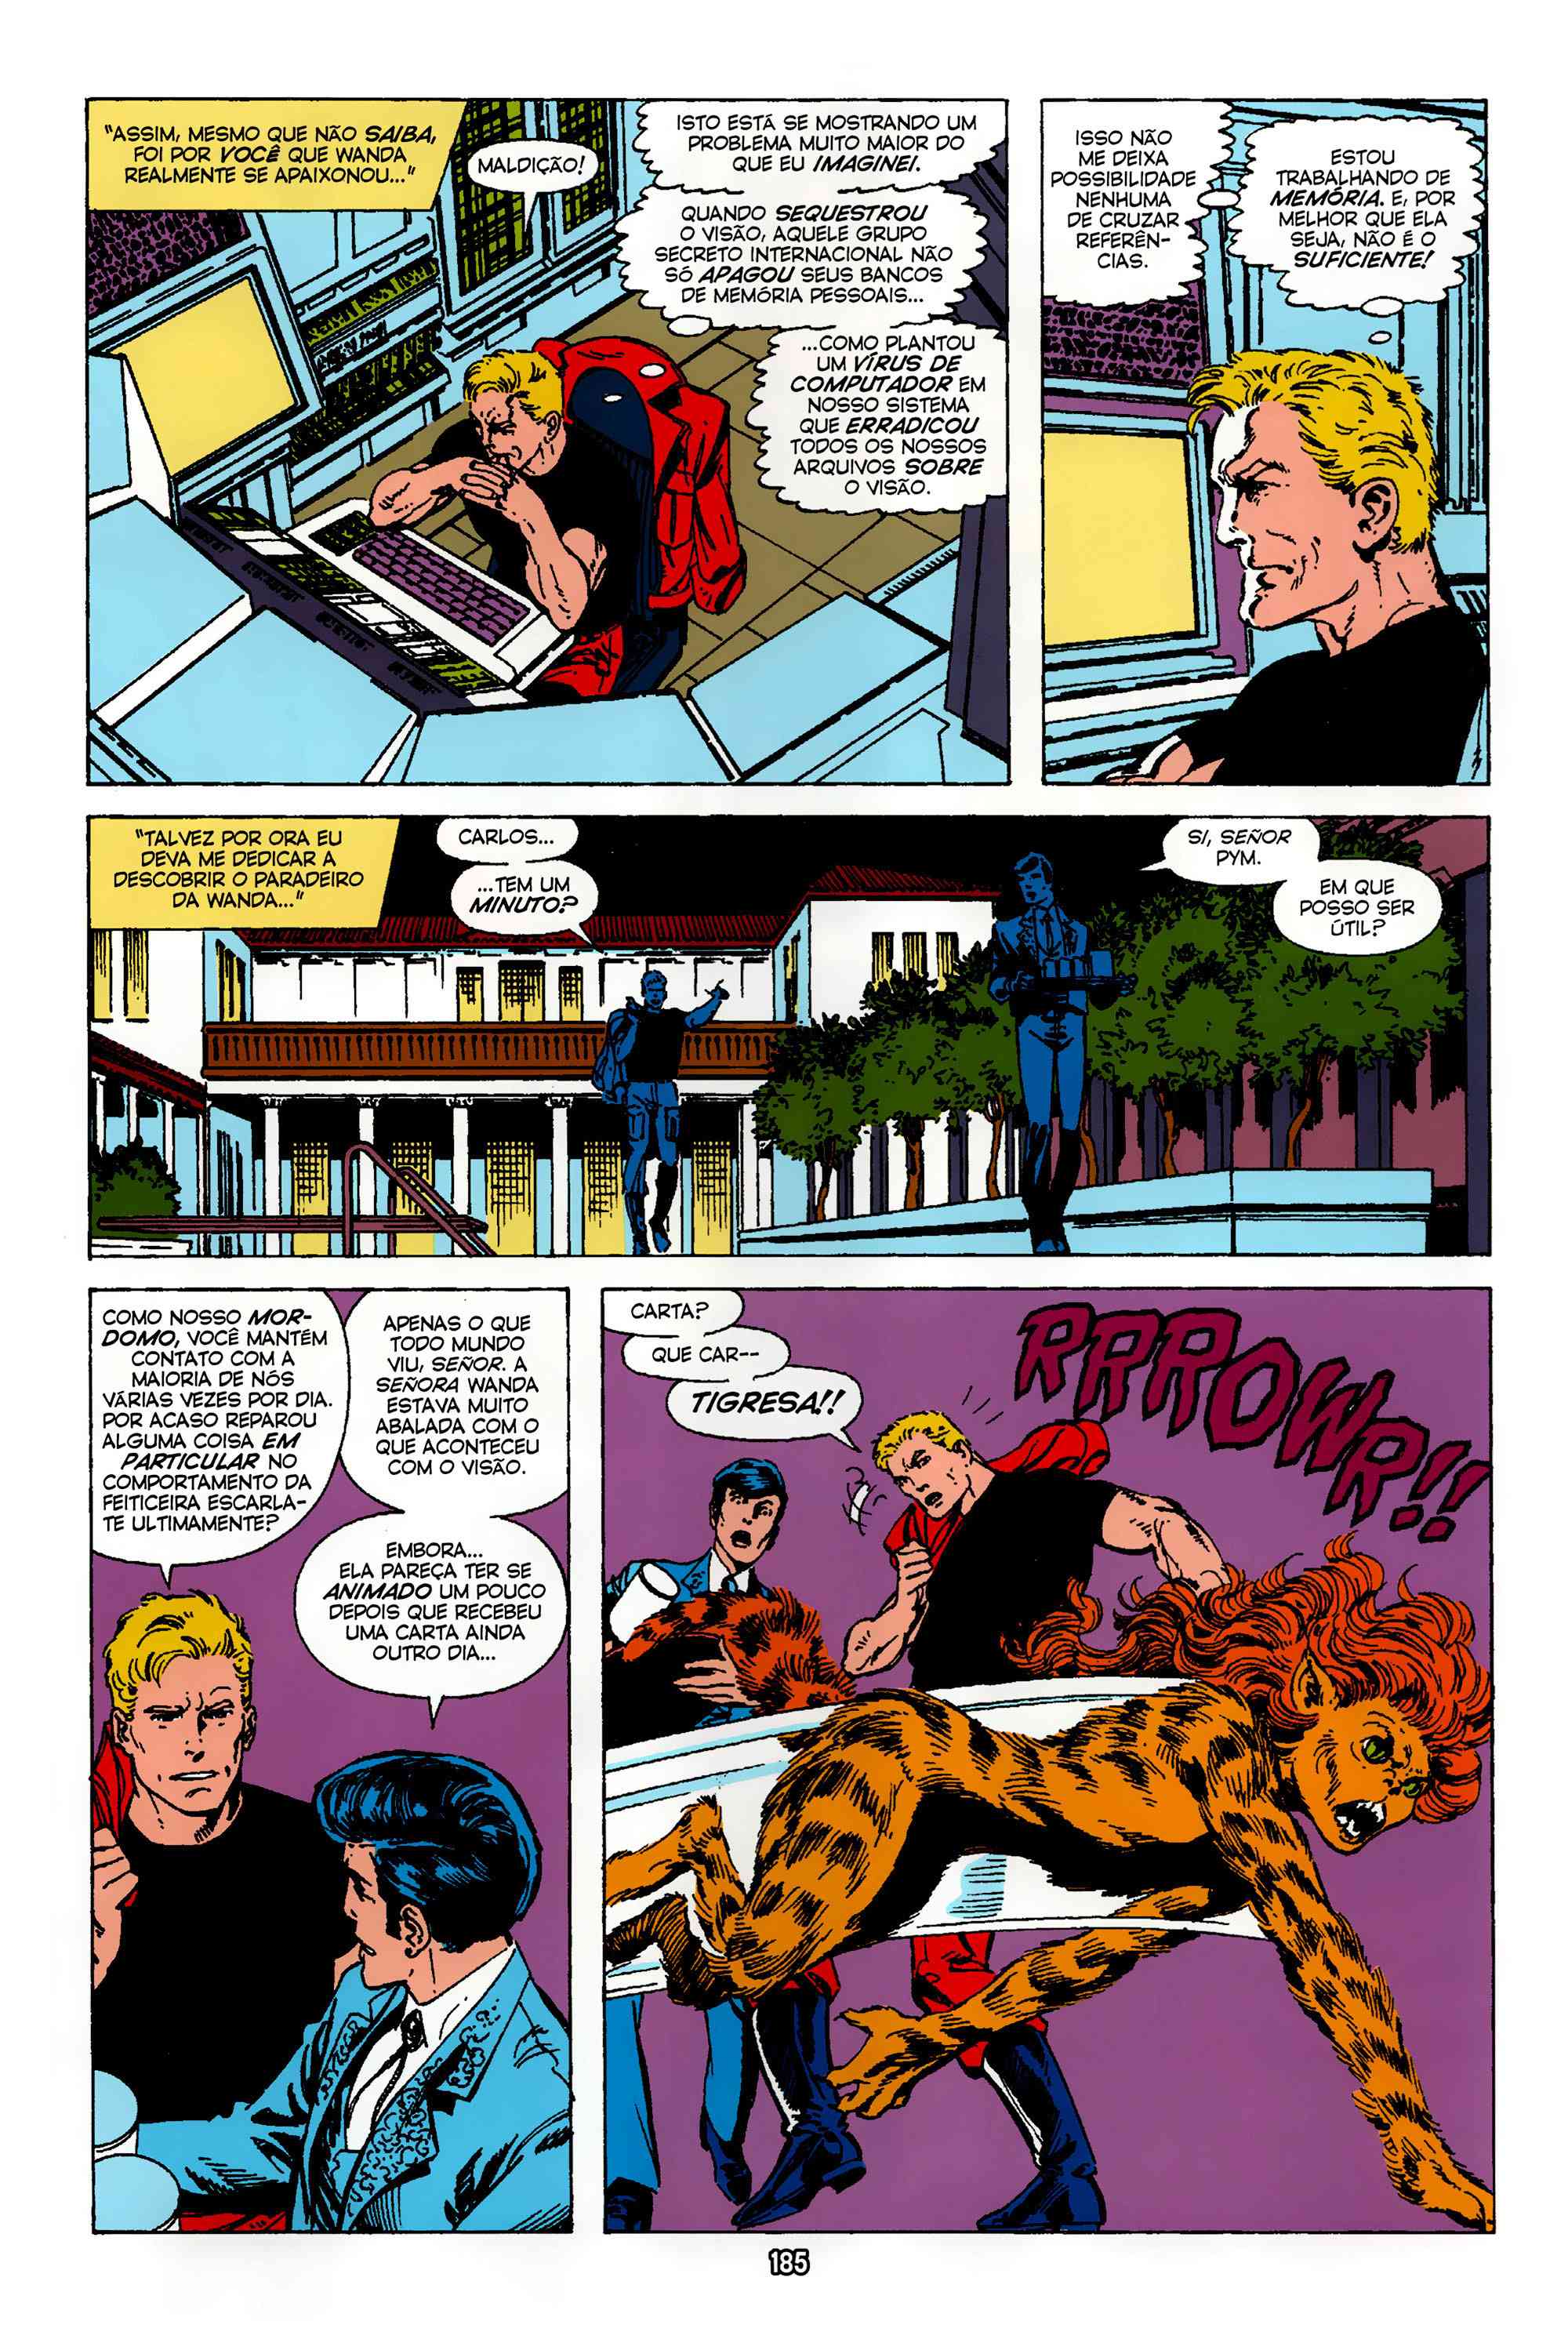 "ASSIM, MESMO QUE NÃO SAIBA,
FOI POR VOCÊ QUE WANDA
REALMENTE SE APAIXONOU..."
MALDIÇÃO!
ISTO ESTÁ SE MOSTRANDO UM
PROBLEMA MUITO MAIOR DO
QUE EU IMAGINEI.
QUANDO SEQUESTROU
O VISÃO, AQUELE GRUPO
SECRETO INTERNACIONAL NÃO
SÓ APAGOU SEUS BANCOS
DE MEMÓRIA PESSOAIS...
...COMO PLANTOU
UM VÍRUS DE
COMPUTADOR EM
NOSSO SISTEMA
QUE ERRADICOU
TODOS OS NOSSOS
ARQUIVOS SOBRE
O VISÃO.
ISSO NÃO
ME DEIXA
POSSIBILIDADE
NENHUMA
DE CRUZAR
REFERÊN-
CIAS.
ESTOU
TRABALHANDO DE
MEMÓRIA. E, POR
MELHOR QUE ELA
SEJA, NÃO É O
SUFICIENTE!
"TALVEZ POR ORA EU
DEVA ME DEDICAR A
DESCOBRIR O PARADEIRO
DA WANDA..."
CARLOS...
...TEM UM
MINUTO?
SI, SEÑOR
PYM.
EM QUE
POSSO SER
ÚTIL?
COMO NOSSO MOR-
DOMO, VOCÊ MANTÉM
CONTATO COM A
MAIORIA DE NÓS
VÁRIAS VEZES POR DIA.
POR ACASO REPAROU
ALGUMA COISA EM
PARTICULAR NO
COMPORTAMENTO DA
FEITICEIRA ESCARLA-
TE ULTIMAMENTE?
APENAS O QUE
TODO MUNDO
VIU, SEÑOR. A
SEÑORA WANDA
ESTAVA MUITO
ABALADA COM O
QUE ACONTECEU
COM O VISÃO.
EMBORA...
ELA PAREÇA TER SE
ANIMADO UM POUCO
DEPOIS QUE RECEBEU
UMA CARTA AINDA
OUTRO DIA...
CARTA?
QUE CAR--
TIGRESA!!
RRROWR!!
185